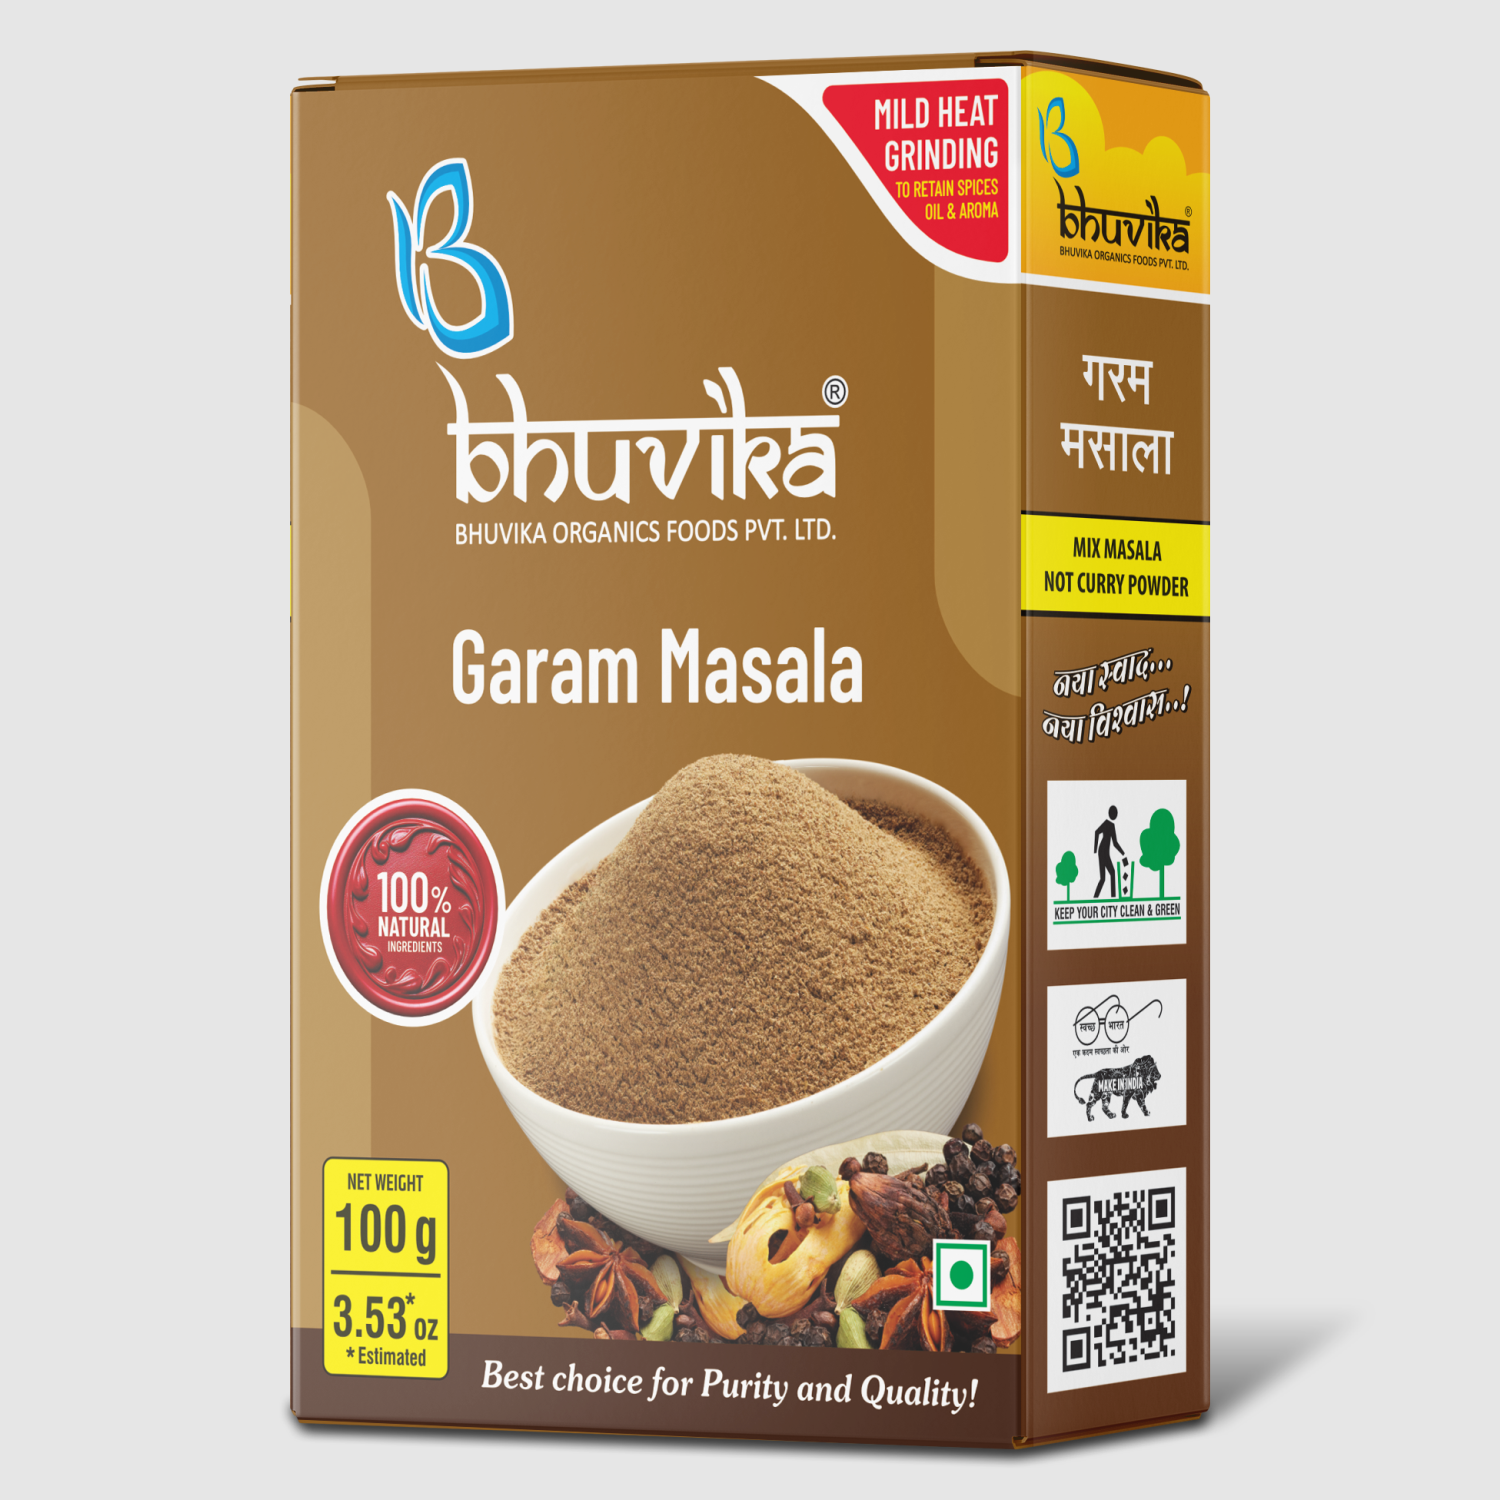 MILD HEAT
GRINDING
TO RETAIN SPICES
OIL & AROMA
bhuvika®
BHUVIKA ORGANICS FOODS PVT. LTD.
Garam Masala
100%
NATURAL
INGREDIENTS
NET WEIGHT
100 g
3.53* oz
* Estimated
Best choice for Purity and Quality!
bhuvika®
BHUVIKA ORGANICS FOODS PVT. LTD.
गरम
मसाला
MIX MASALA
NOT CURRY POWDER
नया स्वाद...
नया विश्वास..!
KEEP YOUR CITY CLEAN & GREEN
स्वच्छ भारत
एक कदम स्वच्छता की ओर
MAKE IN INDIA